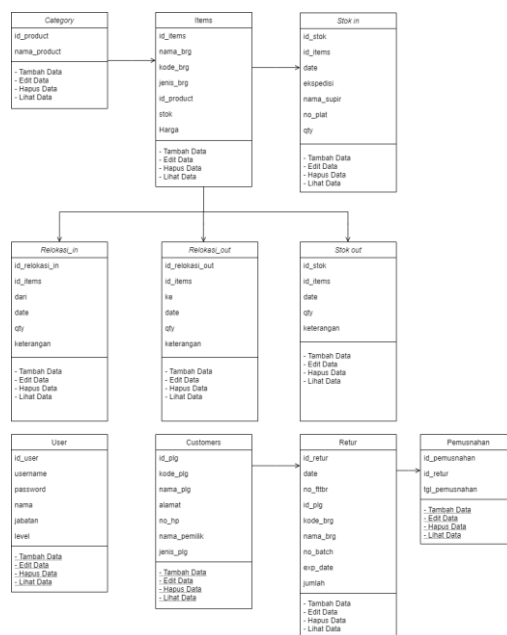 Category
id_product
nama_product
- Tambah Data
- Edit Data
- Hapus Data
- Lihat Data
Items
id_items
nama_brg
kode_brg
jenis_brg
id_product
stok
Harga
- Tambah Data
- Edit Data
- Hapus Data
- Lihat Data
Stok in
id_stok
id_items
date
ekspedisi
nama_supir
no_plat
qty
- Tambah Data
- Edit Data
- Hapus Data
- Lihat Data
Relokasi_in
id_relokasi_in
id_items
dari
date
qty
keterangan
- Tambah Data
- Edit Data
- Hapus Data
- Lihat Data
Relokasi_out
id_relokasi_out
id_items
ke
date
qty
keterangan
- Tambah Data
- Edit Data
- Hapus Data
- Lihat Data
Stok out
id_stok
id_items
date
qty
keterangan
- Tambah Data
- Edit Data
- Hapus Data
- Lihat Data
User
id_user
username
password
nama
jabatan
level
- Tambah Data
- Edit Data
- Hapus Data
- Lihat Data
Customers
id_plg
kode_plg
nama_plg
alamat
no_hp
nama_pemilik
jenis_plg
- Tambah Data
- Edit Data
- Hapus Data
- Lihat Data
Retur
id_retur
date
no_fttbr
id_plg
kode_brg
nama_brg
no_batch
exp_date
jumlah
- Tambah Data
- Edit Data
- Hapus Data
- Lihat Data
Pemusnahan
id_pemusnahan
id_retur
tgl_pemusnahan
- Tambah Data
- Edit Data
- Hapus Data
- Lihat Data